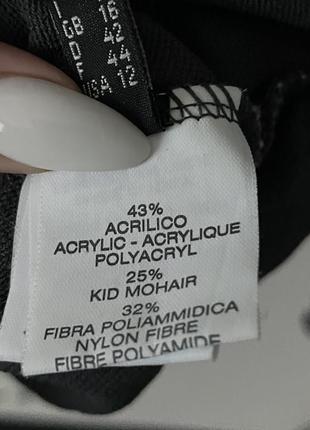 I 16
GB 42
D 44
USA 12
43%
ACRILICO
ACRYLIC - ACRYLIQUE
POLYACRYL
25%
KID MOHAIR
32%
FIBRA POLIAMMIDICA
NYLON FIBRE
FIBRE POLYAMIDE